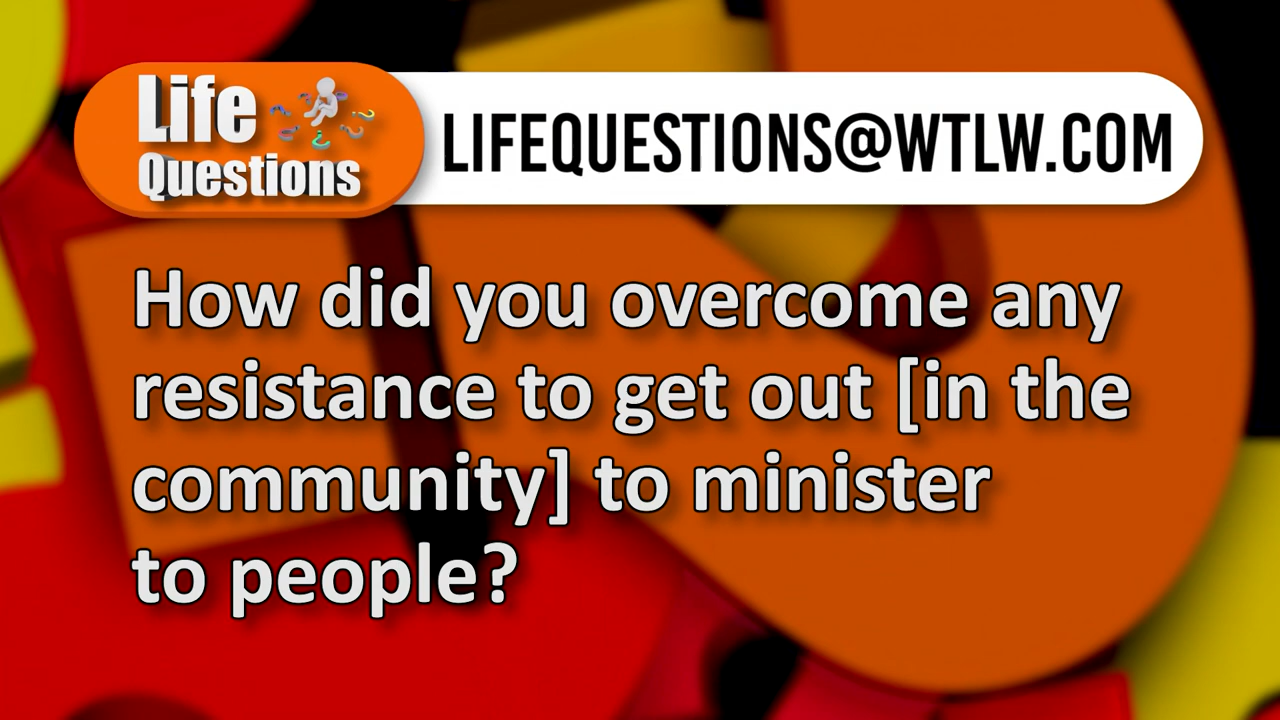 Life
Questions
LIFEQUESTIONS@WTLW.COM
How did you overcome any
resistance to get out [in the
community] to minister
to people?